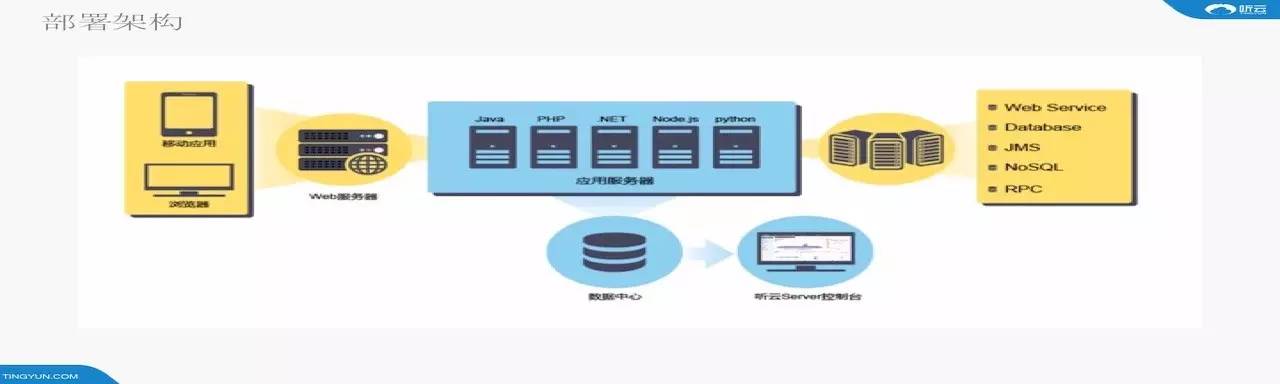 部署架构
听云
移动应用
浏览器
Web服务器
Java PHP .NET Node.js python
应用服务器
Web Service
Database
JMS
NoSQL
RPC
数据中心
听云Server控制台
TINGYUN.COM